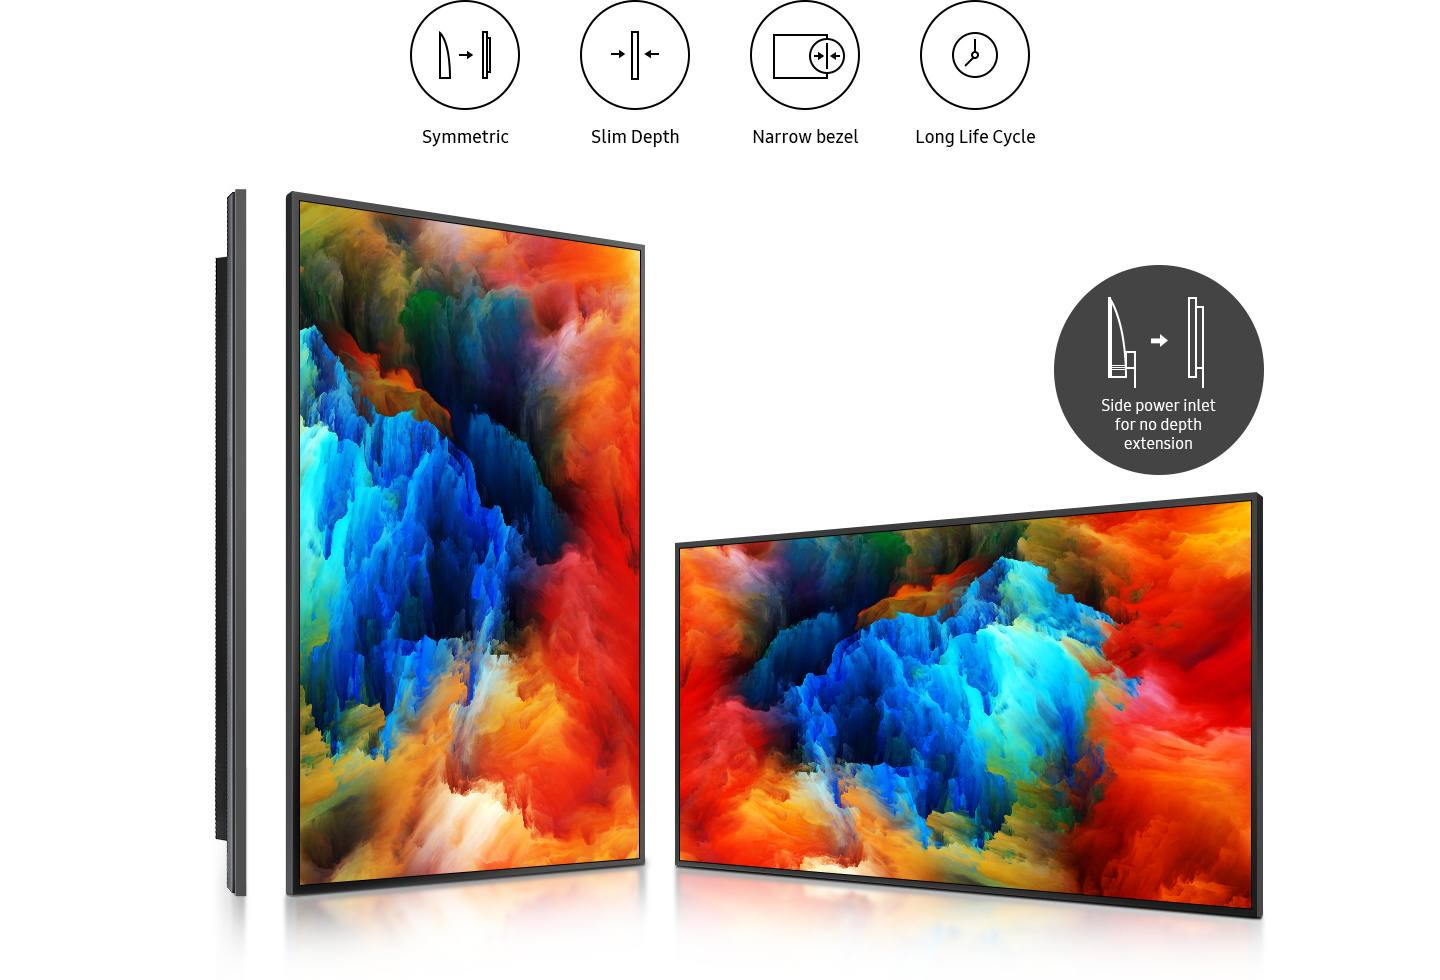 Symmetric
Slim Depth
Narrow bezel
Long Life Cycle
Side power inlet
for no depth
extension